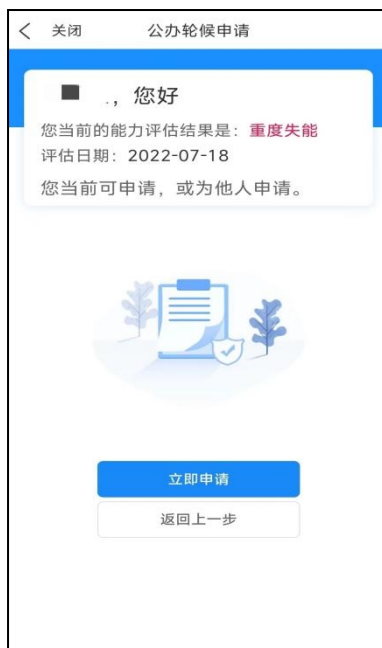 关闭 公办轮候申请
.，您好
您当前的能力评估结果是：重度失能
评估日期：2022-07-18
您当前可申请，或为他人申请。
立即申请
返回上一步